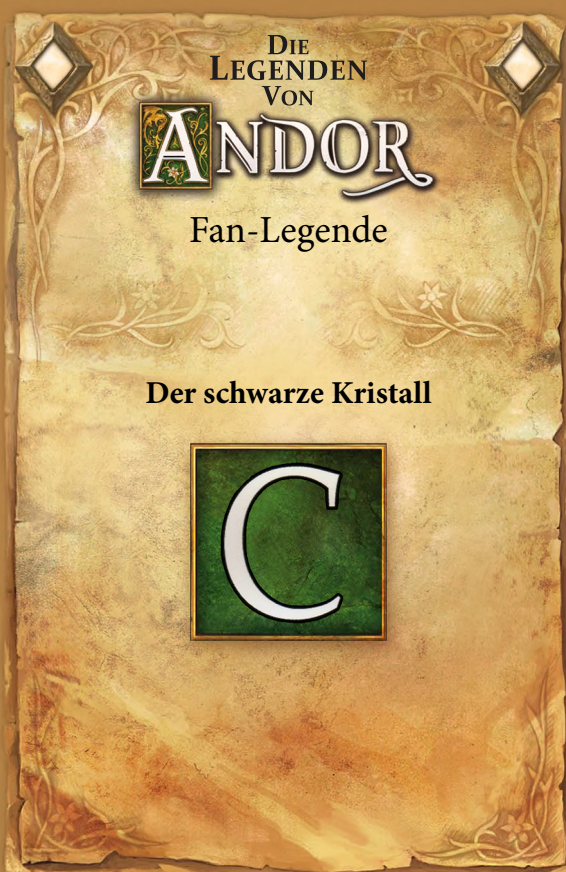 Die
Legenden
Von
Andor
Fan-Legende
Der schwarze Kristall
C